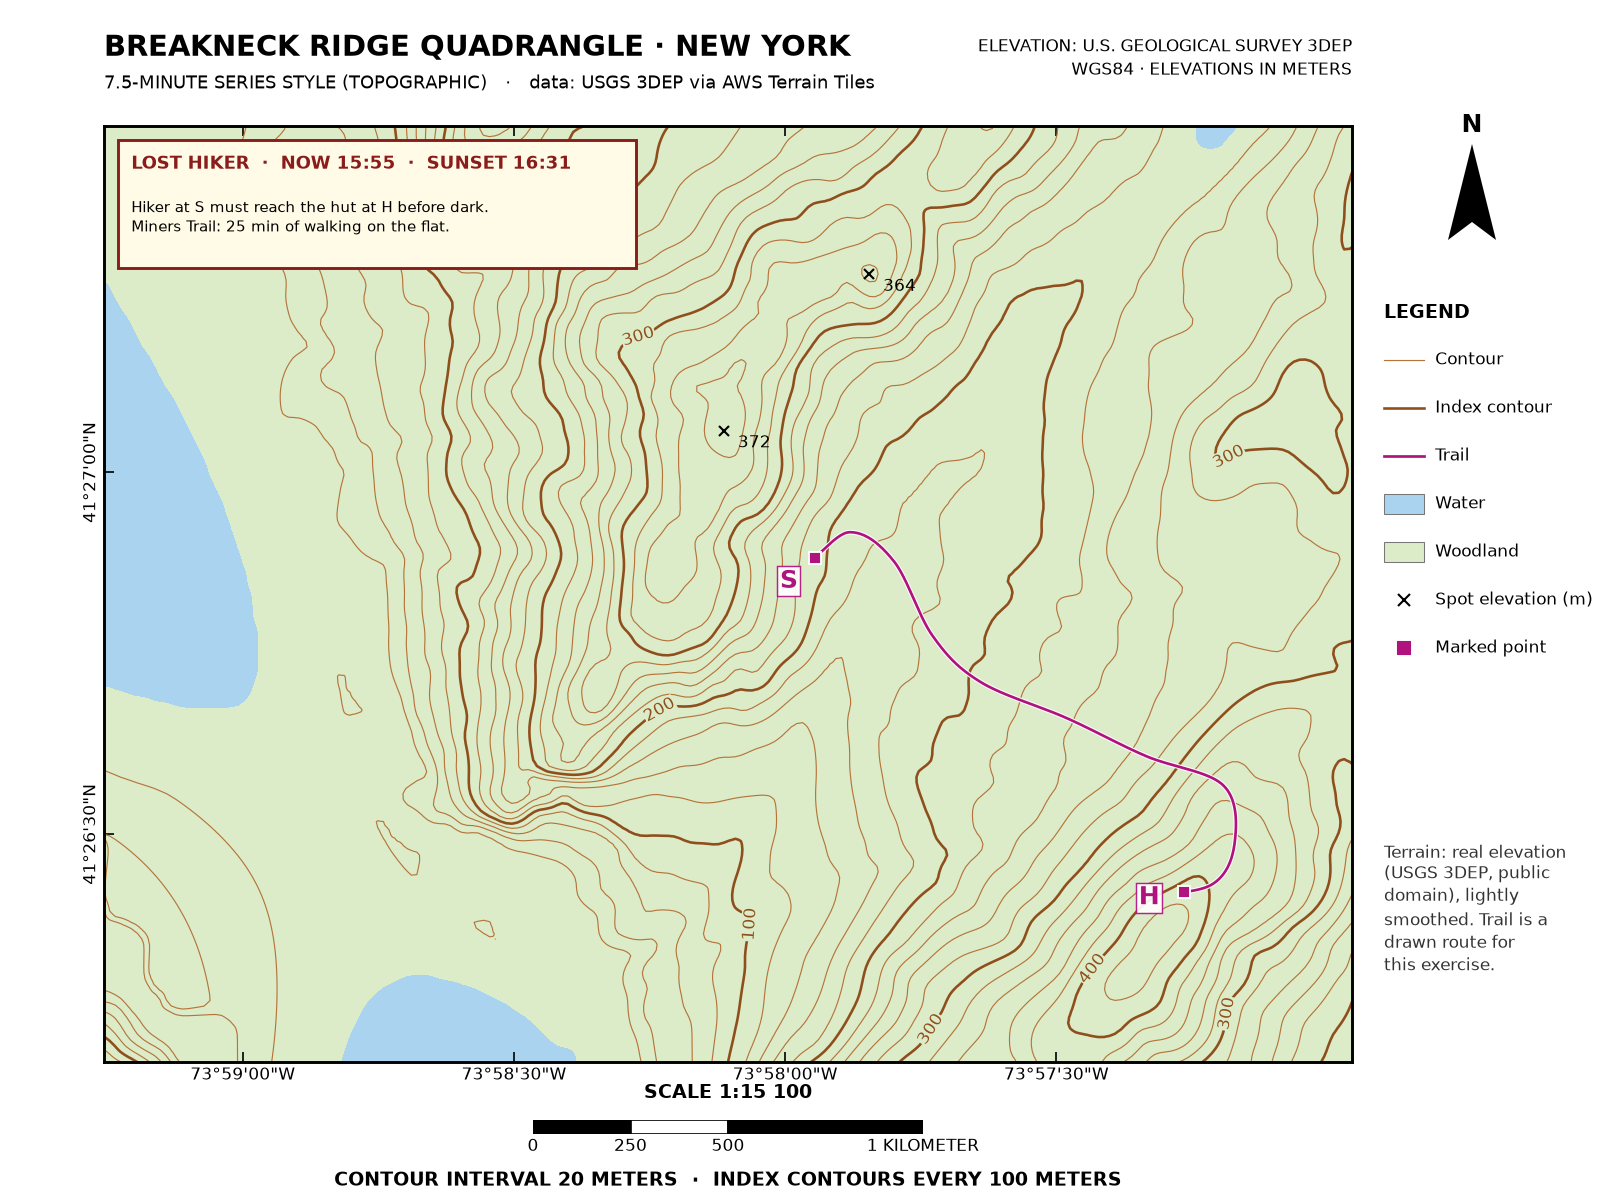 BREAKNECK RIDGE QUADRANGLE · NEW YORK
7.5-MINUTE SERIES STYLE (TOPOGRAPHIC) · data: USGS 3DEP via AWS Terrain Tiles
ELEVATION: U.S. GEOLOGICAL SURVEY 3DEP
WGS84 · ELEVATIONS IN METERS
LOST HIKER · NOW 15:55 · SUNSET 16:31
Hiker at S must reach the hut at H before dark.
Miners Trail: 25 min of walking on the flat.
N
364
300
372
300
S
200
H
100
400
300
300
41°27'00"N
41°26'30"N
73°59'00"W
73°58'30"W
73°58'00"W
73°57'30"W
LEGEND
Contour
Index contour
Trail
Water
Woodland
Spot elevation (m)
Marked point
Terrain: real elevation
(USGS 3DEP, public
domain), lightly
smoothed. Trail is a
drawn route for
this exercise.
SCALE 1:15 100
0
250
500
1 KILOMETER
CONTOUR INTERVAL 20 METERS · INDEX CONTOURS EVERY 100 METERS